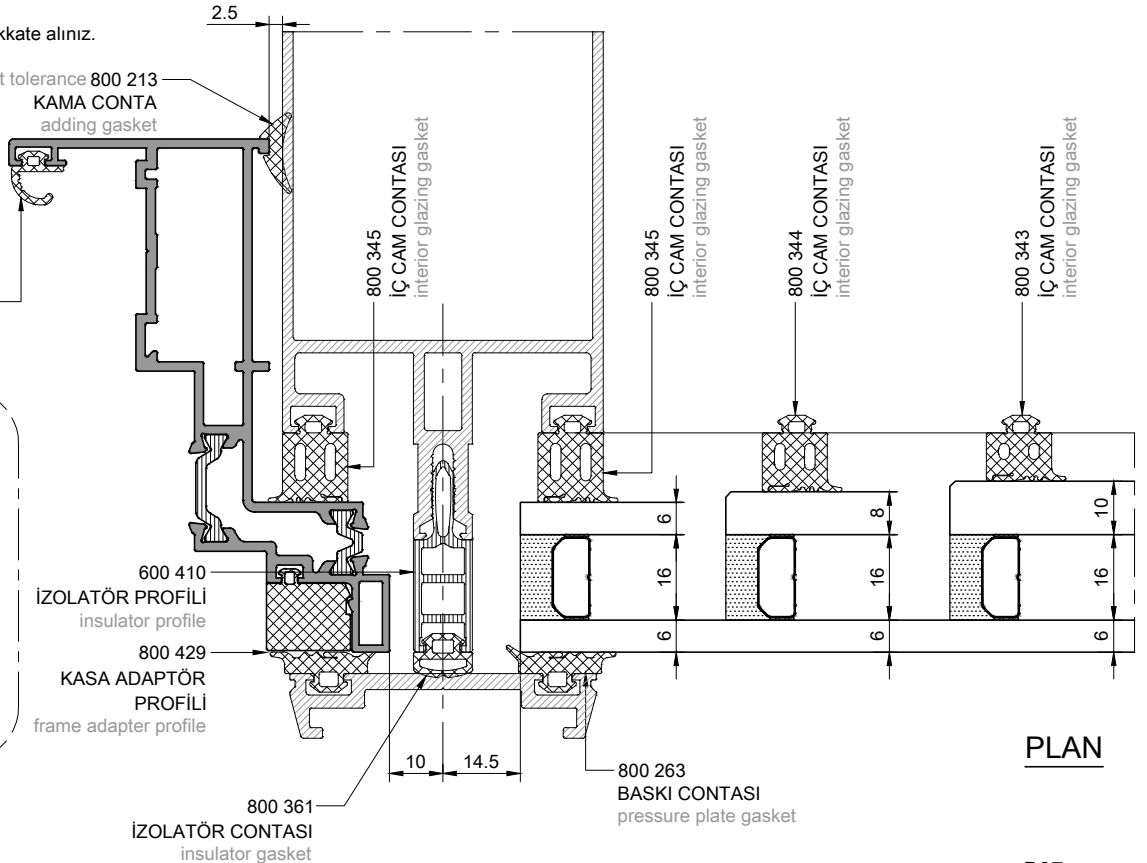 2.5
kkate alınız.
t tolerance 800 213
KAMA CONTA
adding gasket
800 345
İÇ CAM CONTASI
interior glazing gasket
800 345
İÇ CAM CONTASI
interior glazing gasket
800 344
İÇ CAM CONTASI
interior glazing gasket
800 343
İÇ CAM CONTASI
interior glazing gasket
6
8
10
16
16
16
6
6
6
600 410
İZOLATÖR PROFİLİ
insulator profile
800 429
KASA ADAPTÖR
PROFİLİ
frame adapter profile
10
14.5
PLAN
800 263
BASKI CONTASI
pressure plate gasket
800 361
İZOLATÖR CONTASI
insulator gasket